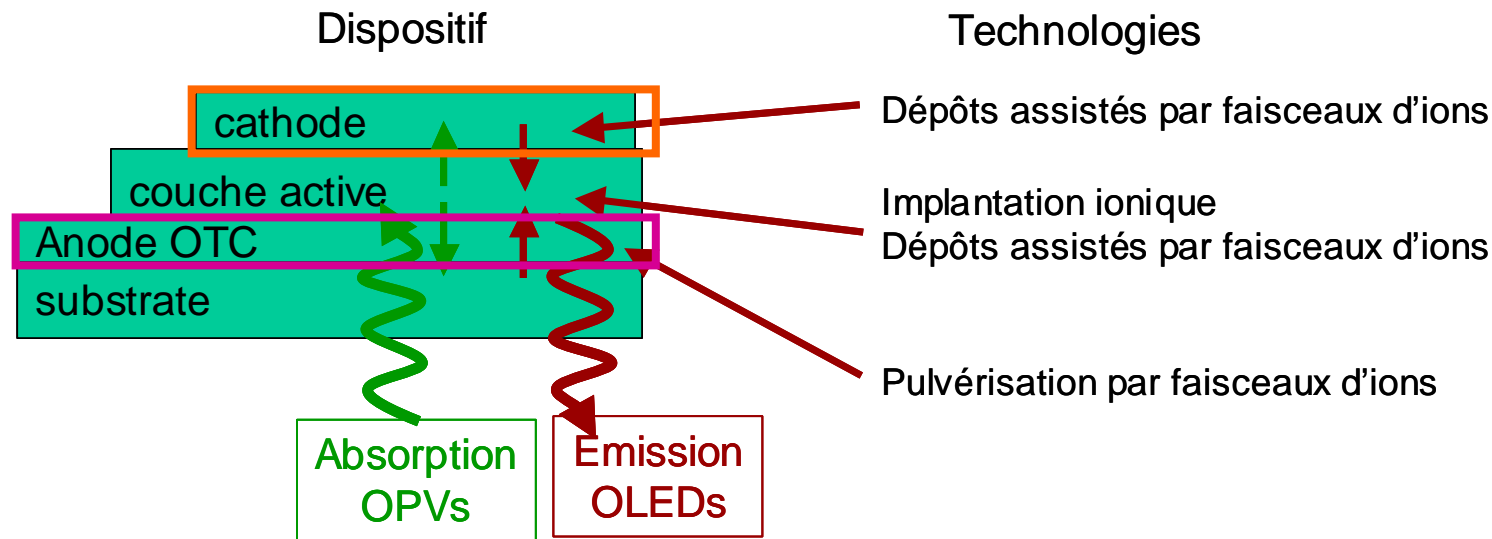 Dispositif
Technologies
cathode
couche active
Anode OTC
substrate
Dépôts assistés par faisceaux d'ions
Implantation ionique
Dépôts assistés par faisceaux d'ions
Pulvérisation par faisceaux d'ions
Absorption
OPVs
Emission
OLEDs